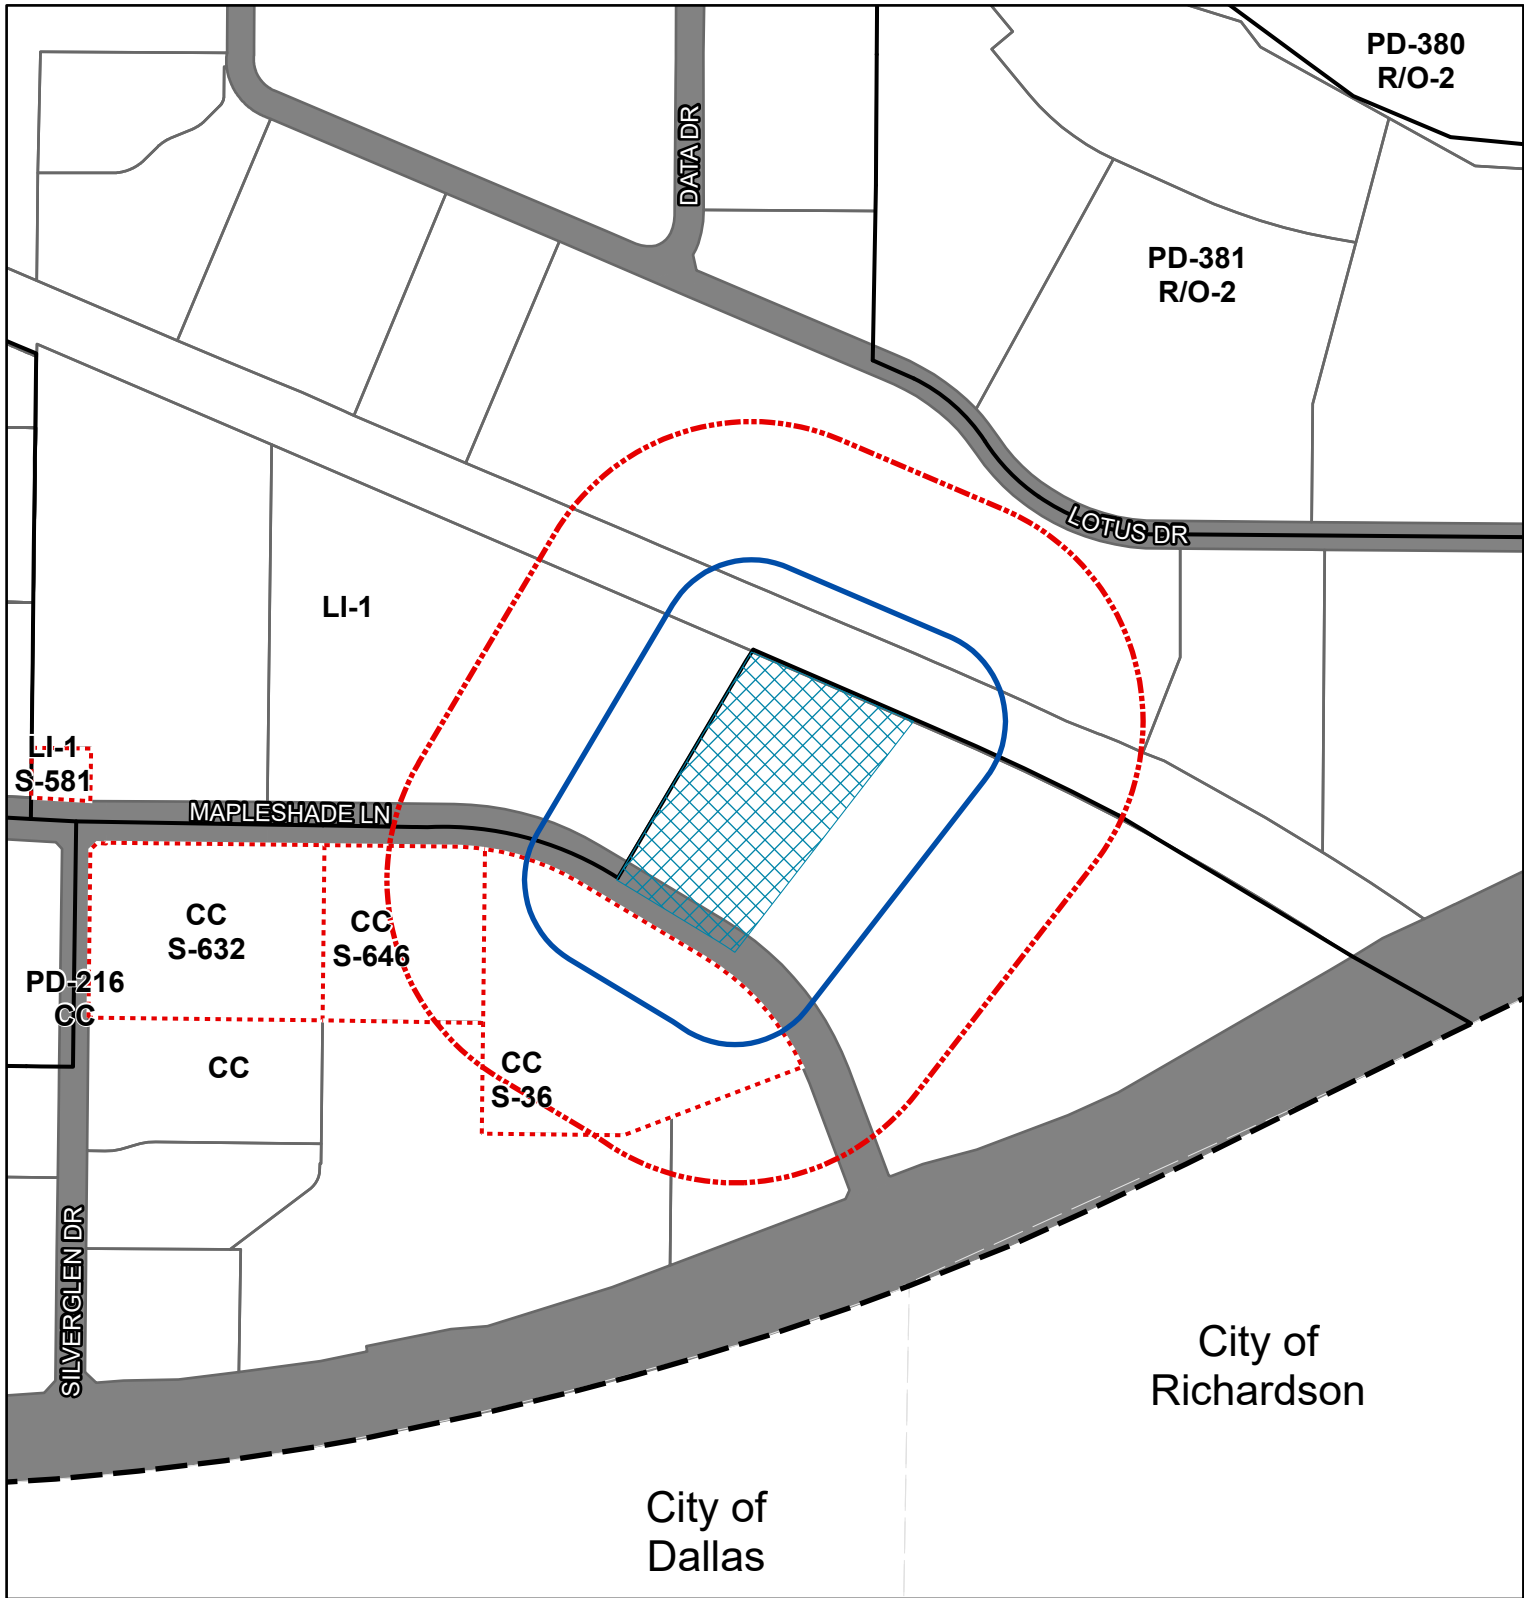 PD-380
R/O-2
DATA DR
PD-381
R/O-2
LOTUS DR
LI-1
LI-1
S-581
MAPLESHADE LN
CC
S-632
CC
S-646
PD-216
CC
CC
CC
S-36
SILVERGLEN DR
City of
Richardson
City of
Dallas